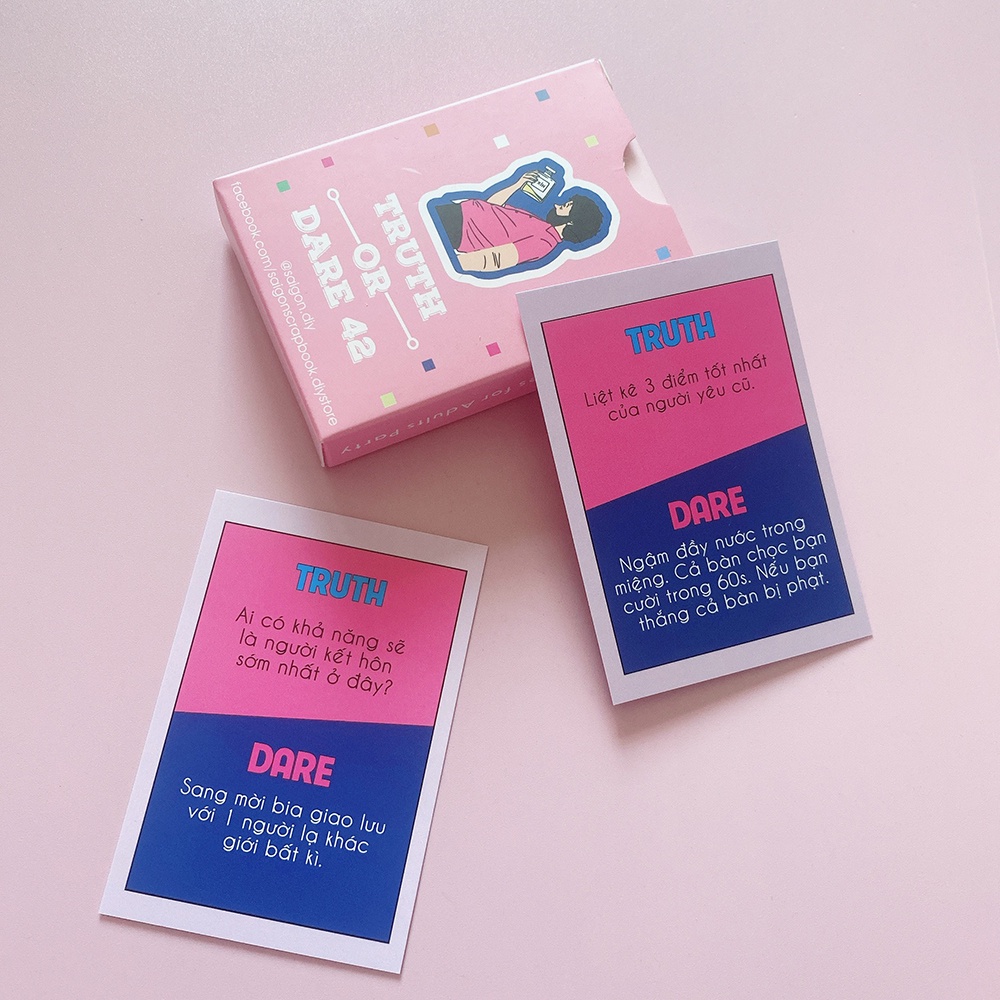 TRUTH
OR
DARE 42
@saigon.diy
facebook.com/saigonscrapbook.diystore
for Adults Party
TRUTH
Liệt kê 3 điểm tốt nhất
của người yêu cũ.
DARE
Ngậm đầy nước trong
miệng. Cả bàn chọc bạn
cười trong 60s. Nếu bạn
thắng cả bàn bị phạt.
TRUTH
Ai có khả năng sẽ
là người kết hôn
sớm nhất ở đây?
DARE
Sang mời bia giao lưu
với 1 người lạ khác
giới bất kì.